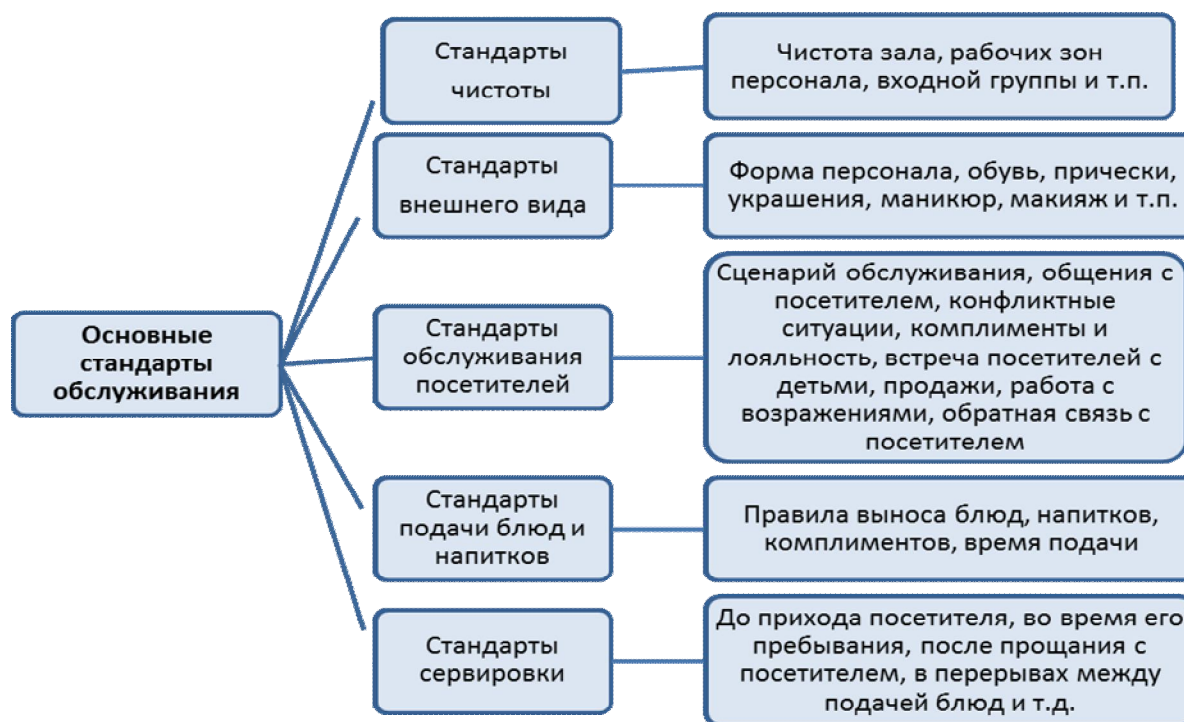 Основные
стандарты
обслуживания
Стандарты
чистоты
Чистота зала, рабочих зон
персонала, входной группы и т.п.
Стандарты
внешнего вида
Форма персонала, обувь, прически,
украшения, маникюр, макияж и т.п.
Стандарты
обслуживания
посетителей
Сценарий обслуживания, общения с
посетителем, конфликтные
ситуации, комплименты и
лояльность, встреча посетителей с
детьми, продажи, работа с
возражениями, обратная связь с
посетителем
Стандарты
подачи блюд и
напитков
Правила выноса блюд, напитков,
комплиментов, время подачи
Стандарты
сервировки
До прихода посетителя, во время его
пребывания, после прощания с
посетителем, в перерывах между
подачей блюд и т.д.